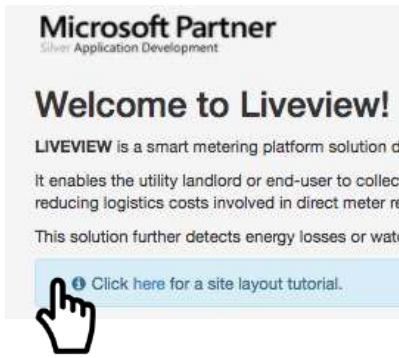 Microsoft Partner
Silver Application Development
Welcome to Liveview!
LIVEVIEW is a smart metering platform solution d
It enables the utility landlord or end-user to collec
reducing logistics costs involved in direct meter re
This solution further detects energy losses or wate
Click here for a site layout tutorial.